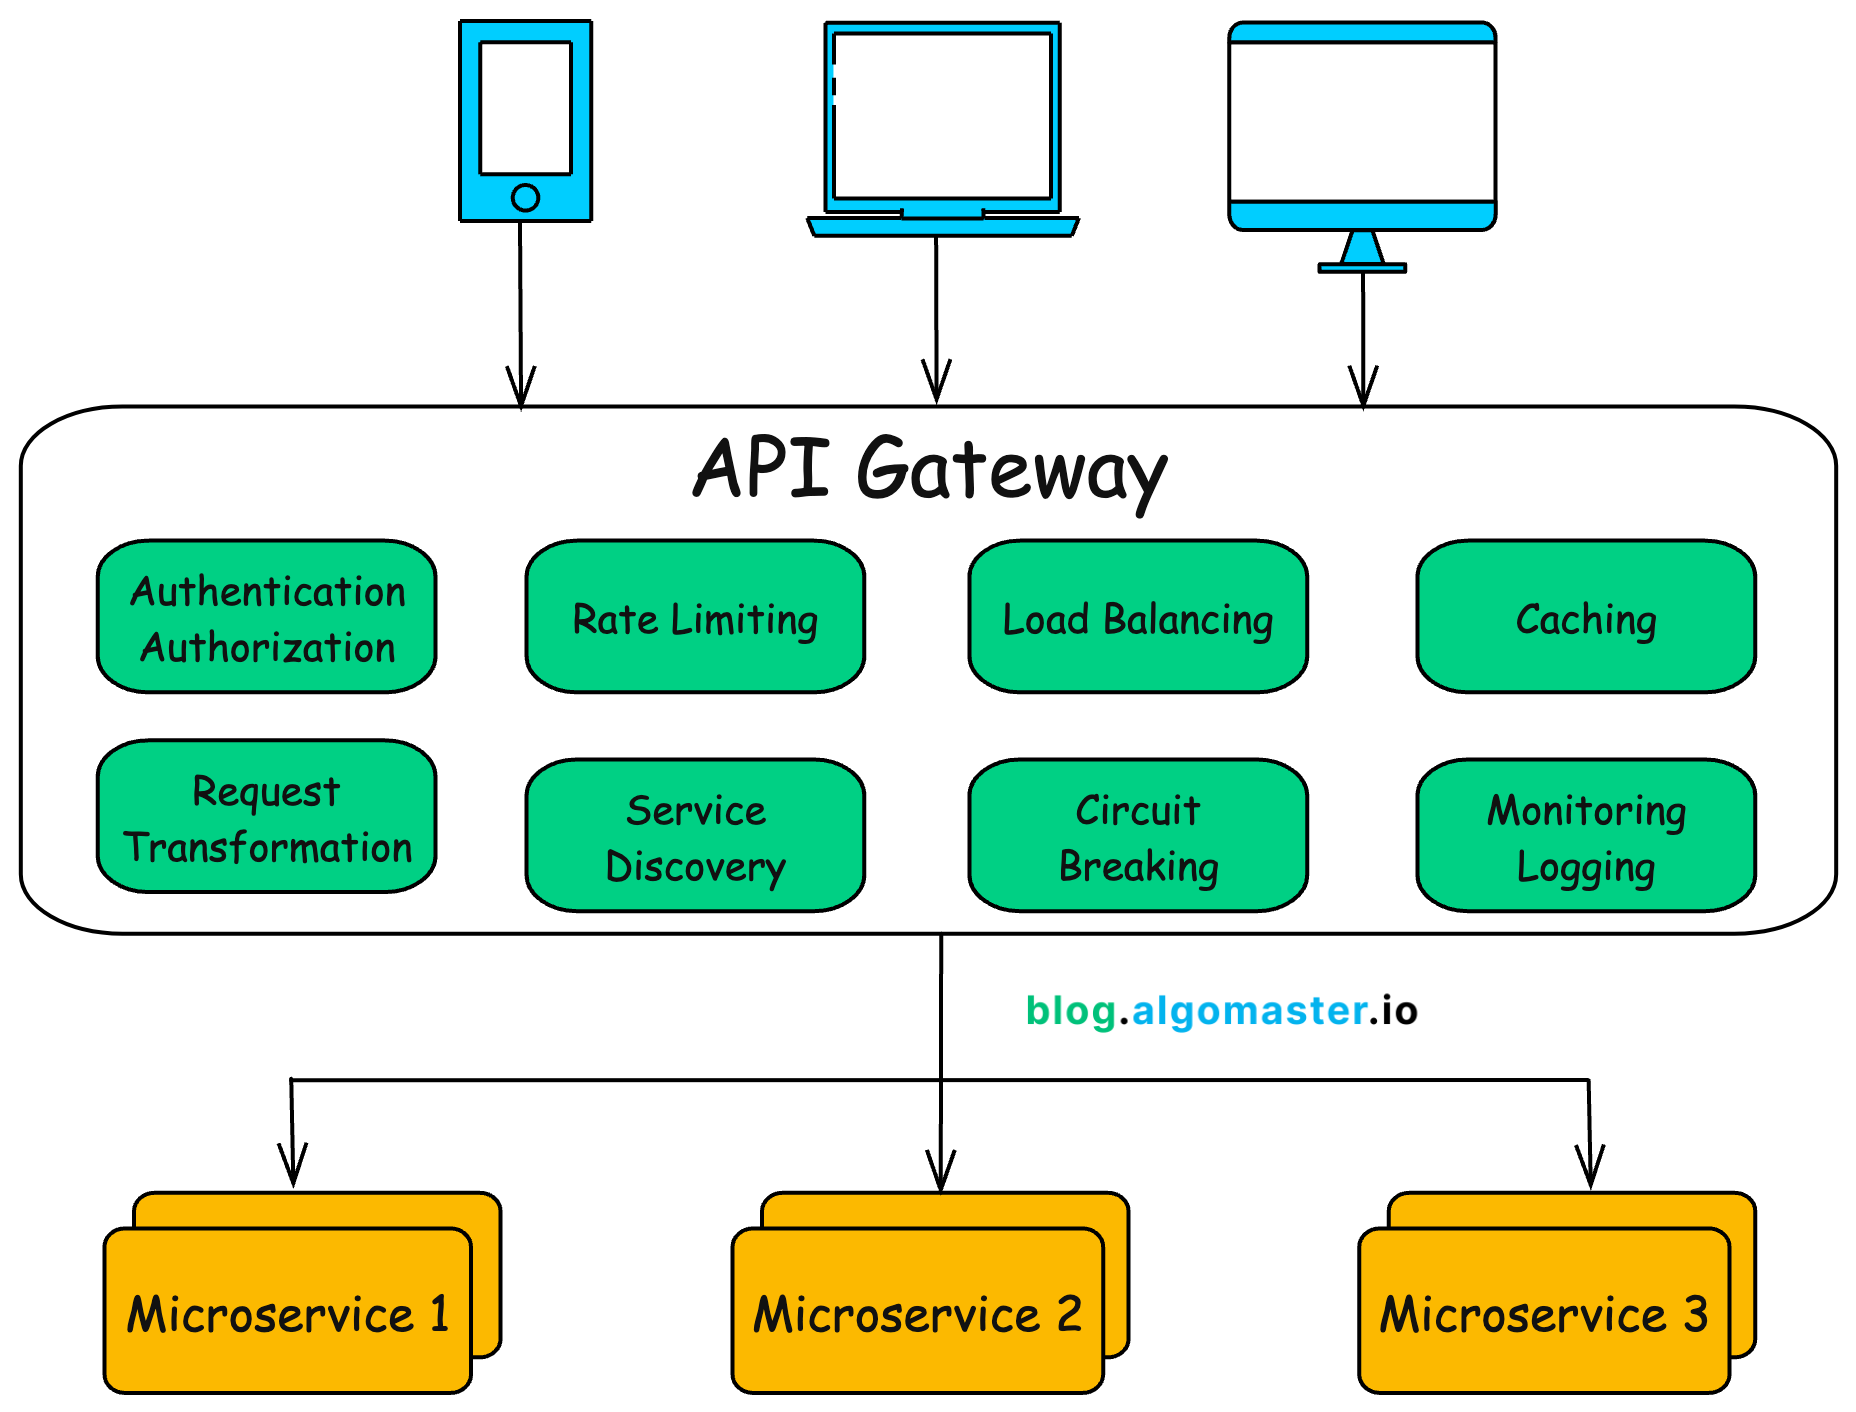 API Gateway
Authentication
Authorization
Rate Limiting
Load Balancing
Caching
Request
Transformation
Service
Discovery
Circuit
Breaking
Monitoring
Logging
blog.algomaster.io
Microservice 1
Microservice 2
Microservice 3